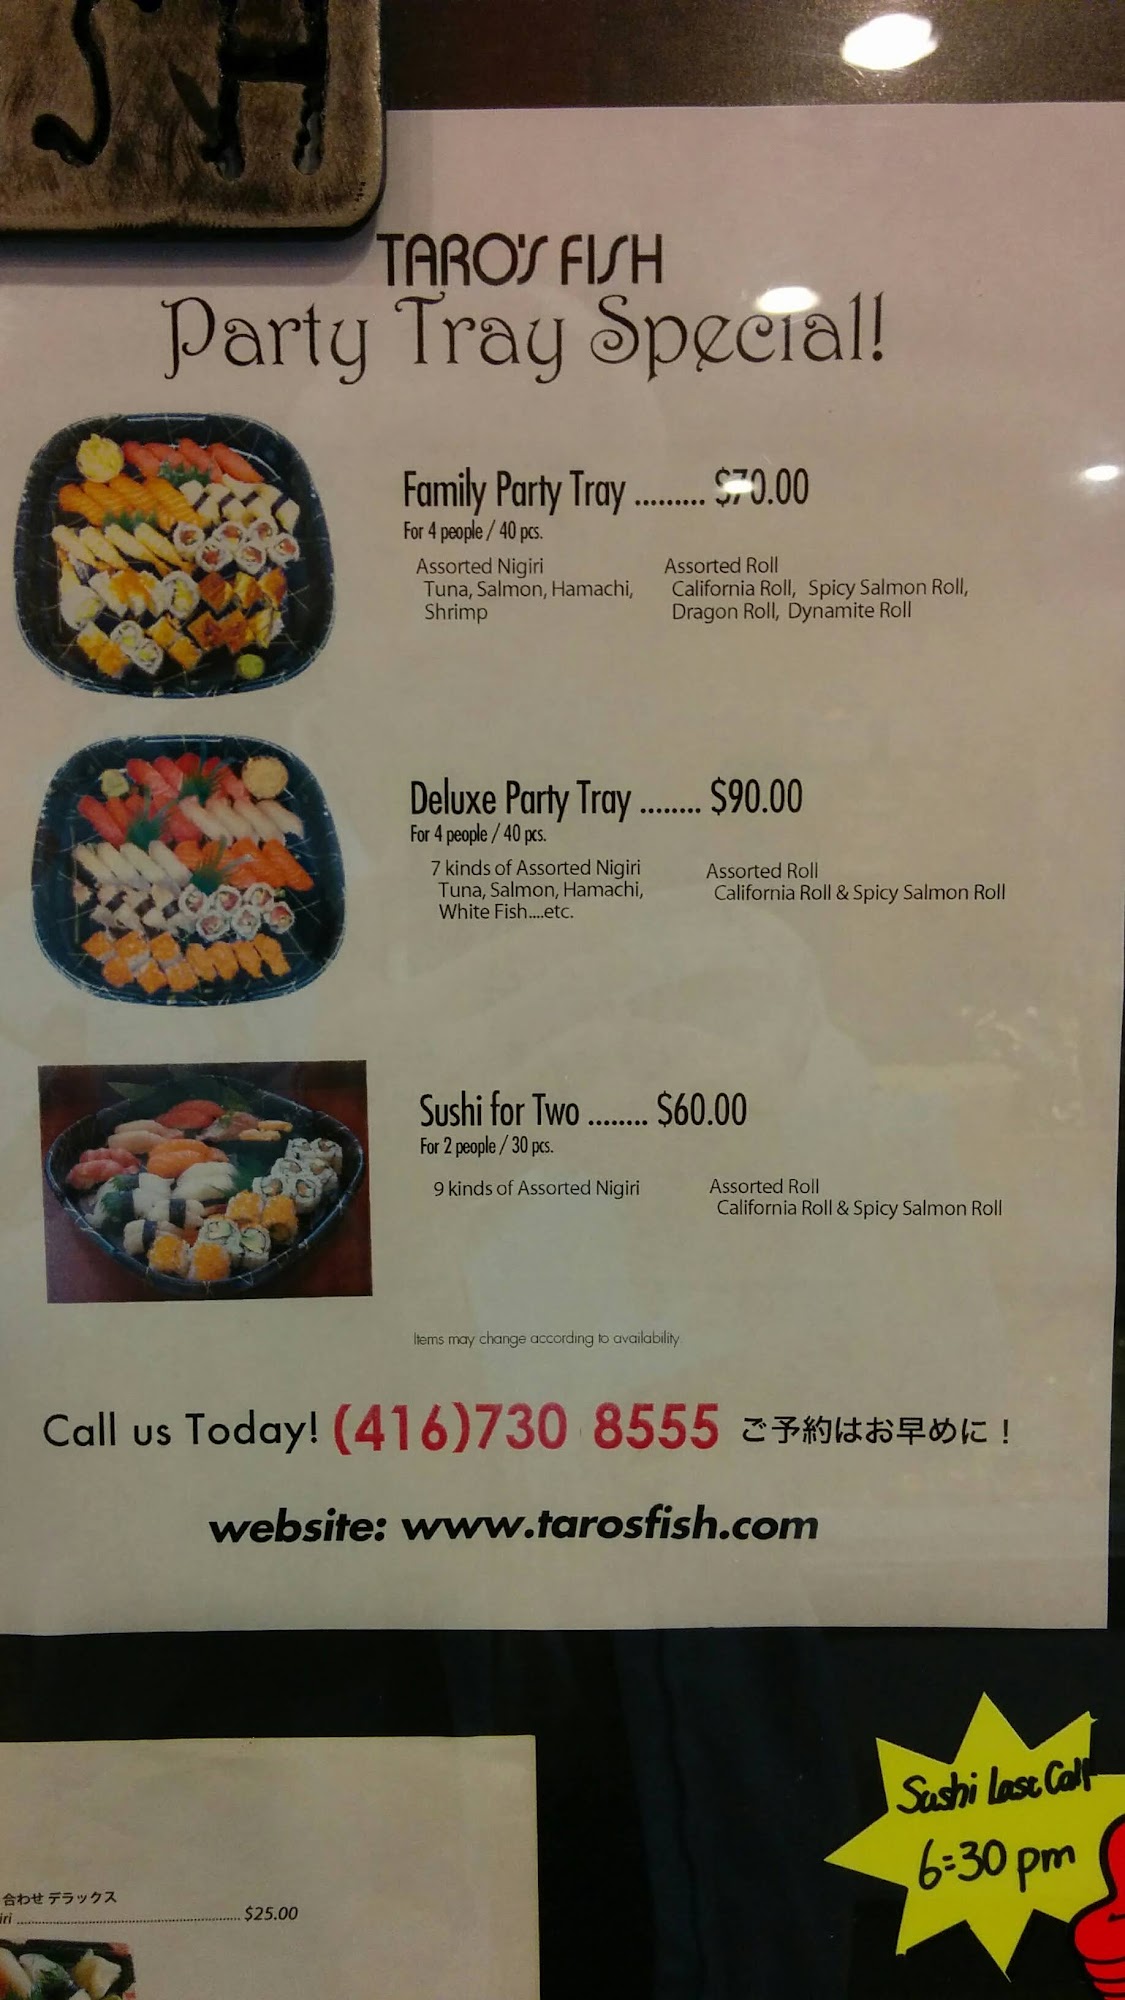 SH
TARO'S FISH
Party Tray Special!
Family Party Tray ......... $70.00
For 4 people / 40 pcs.
Assorted Nigiri
Tuna, Salmon, Hamachi,
Shrimp
Assorted Roll
California Roll, Spicy Salmon Roll,
Dragon Roll, Dynamite Roll
Deluxe Party Tray ........ $90.00
For 4 people / 40 pcs.
7 kinds of Assorted Nigiri
Tuna, Salmon, Hamachi,
White Fish....etc.
Assorted Roll
California Roll & Spicy Salmon Roll
Sushi for Two ........ $60.00
For 2 people / 30 pcs.
9 kinds of Assorted Nigiri
Assorted Roll
California Roll & Spicy Salmon Roll
Items may change according to availability.
Call us Today! (416)730 8555 ご予約はお早めに！
website: www.tarosfish.com
合わせ デラックス
iri ........................................................ $25.00
Sushi Last Call
6:30 pm